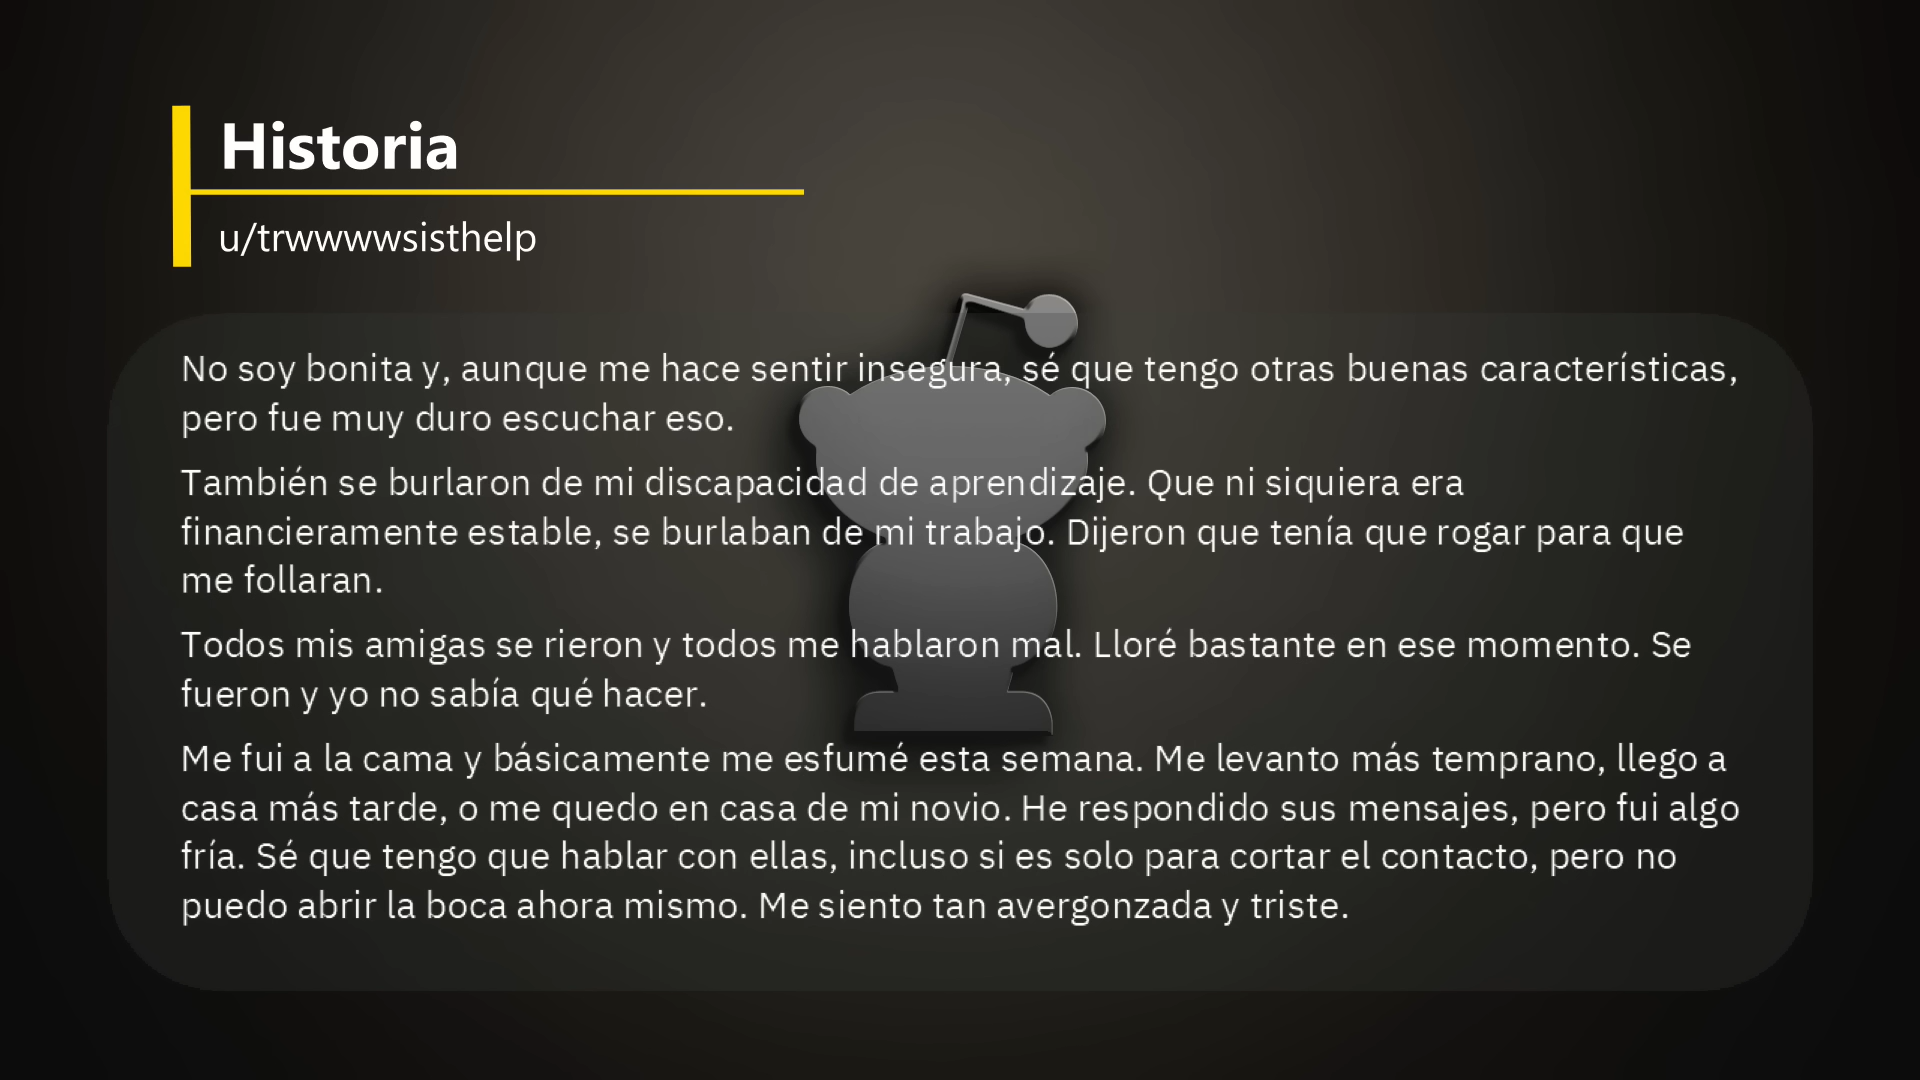 Historia
u/trwwwwsisthelp
No soy bonita y, aunque me hace sentir insegura, sé que tengo otras buenas características,
pero fue muy duro escuchar eso.
También se burlaron de mi discapacidad de aprendizaje. Que ni siquiera era
financieramente estable, se burlaban de mi trabajo. Dijeron que tenía que rogar para que
me follaran.
Todos mis amigas se rieron y todos me hablaron mal. Lloré bastante en ese momento. Se
fueron y yo no sabía qué hacer.
Me fui a la cama y básicamente me esfumé esta semana. Me levanto más temprano, llego a
casa más tarde, o me quedo en casa de mi novio. He respondido sus mensajes, pero fui algo
fría. Sé que tengo que hablar con ellas, incluso si es solo para cortar el contacto, pero no
puedo abrir la boca ahora mismo. Me siento tan avergonzada y triste.